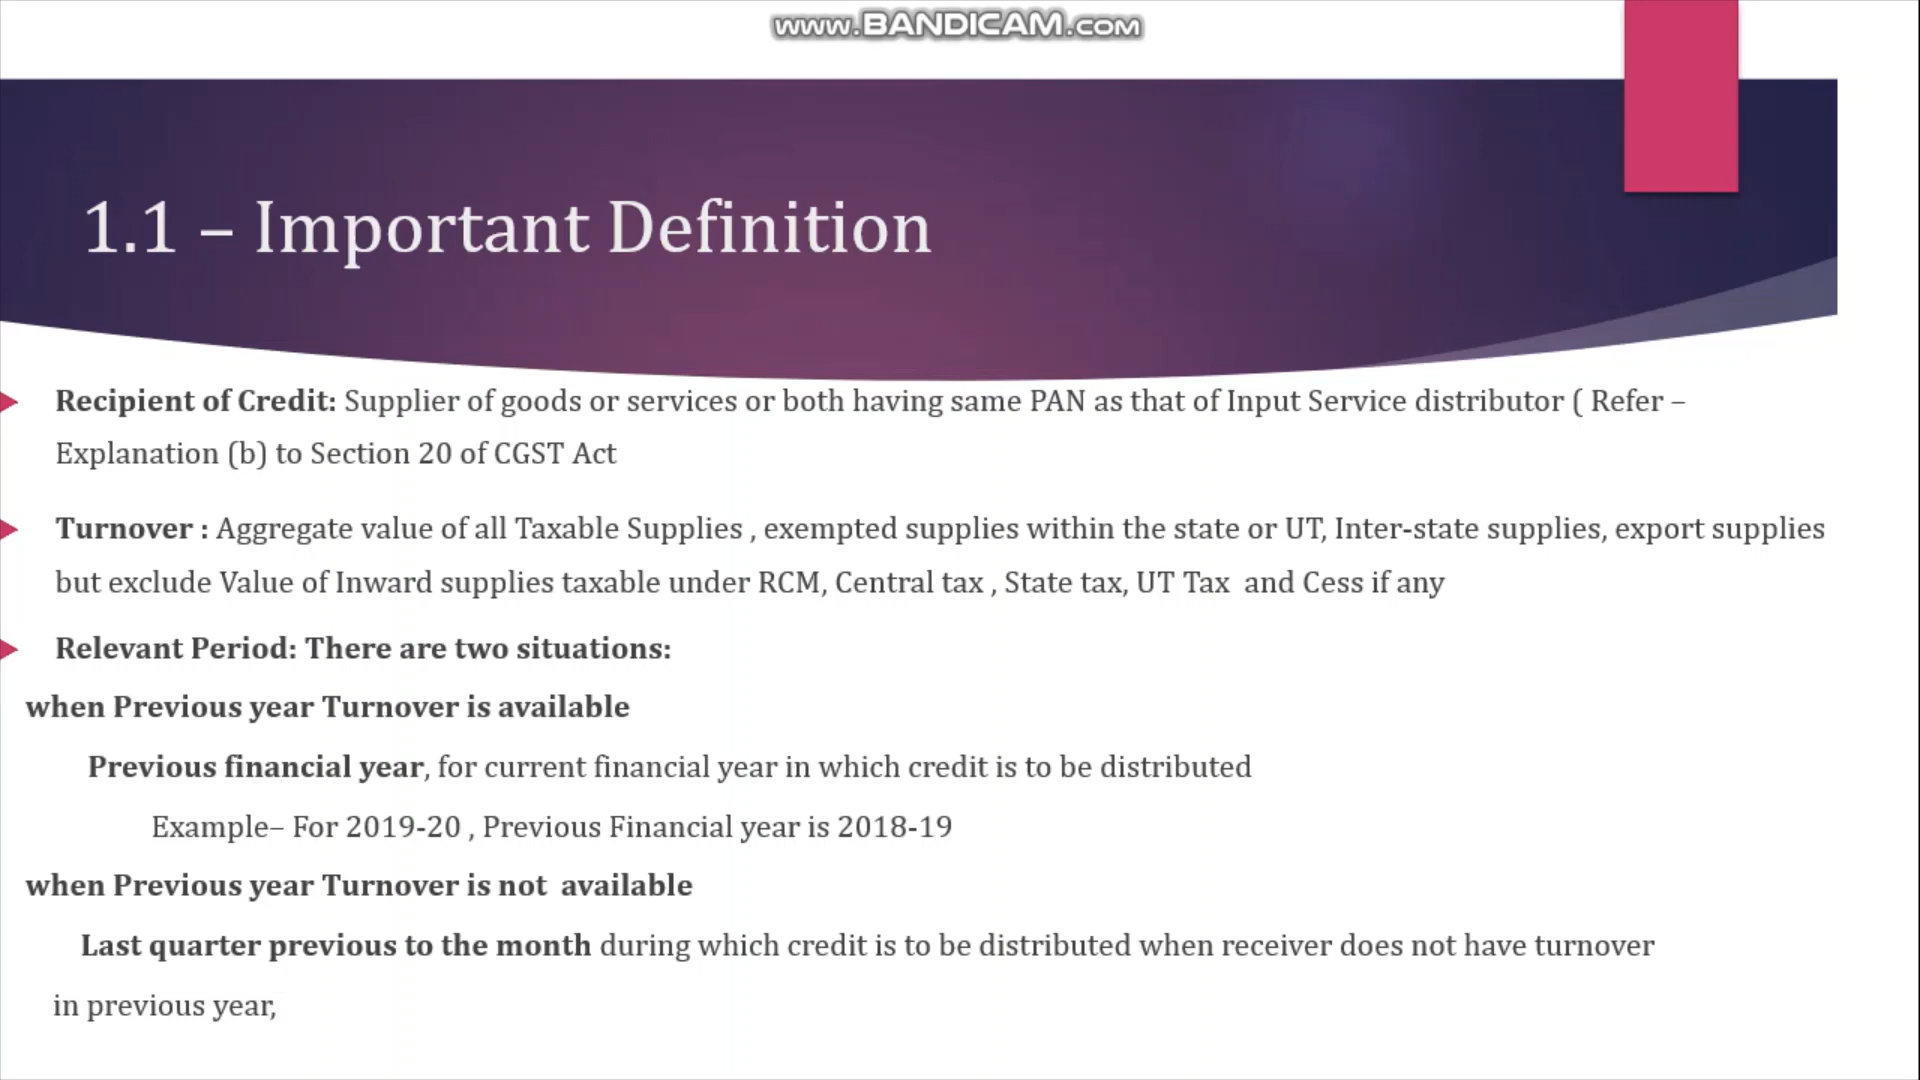 www.BANDICAM.com
1.1 – Important Definition
Recipient of Credit: Supplier of goods or services or both having same PAN as that of Input Service distributor ( Refer –
Explanation (b) to Section 20 of CGST Act
Turnover : Aggregate value of all Taxable Supplies , exempted supplies within the state or UT, Inter-state supplies, export supplies
but exclude Value of Inward supplies taxable under RCM, Central tax , State tax, UT Tax  and Cess if any
Relevant Period: There are two situations:
when Previous year Turnover is available
Previous financial year, for current financial year in which credit is to be distributed
Example– For 2019-20 , Previous Financial year is 2018-19
when Previous year Turnover is not  available
Last quarter previous to the month during which credit is to be distributed when receiver does not have turnover
in previous year,